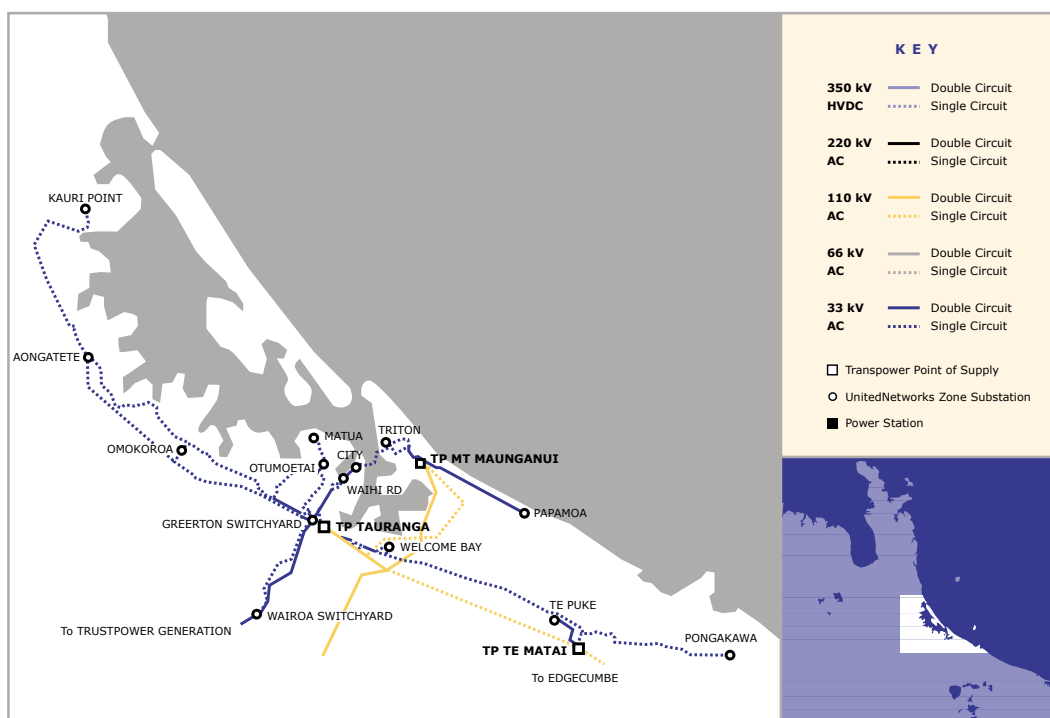 KAURI POINT
AONGATETE
OMOKOROA
MATUA
TRITON
CITY
OTUMOETAI
TP MT MAUNGANUI
WAIHI RD
PAPAMOA
GREERTON SWITCHYARD
TP TAURANGA
WELCOME BAY
WAIROA SWITCHYARD
TE PUKE
To TRUSTPOWER GENERATION
PONGAKAWA
TP TE MATAI
To EDGECUMBE
KEY
350 kV Double Circuit
HVDC Single Circuit
220 kV Double Circuit
AC Single Circuit
110 kV Double Circuit
AC Single Circuit
66 kV Double Circuit
AC Single Circuit
33 kV Double Circuit
AC Single Circuit
Transpower Point of Supply
UnitedNetworks Zone Substation
Power Station